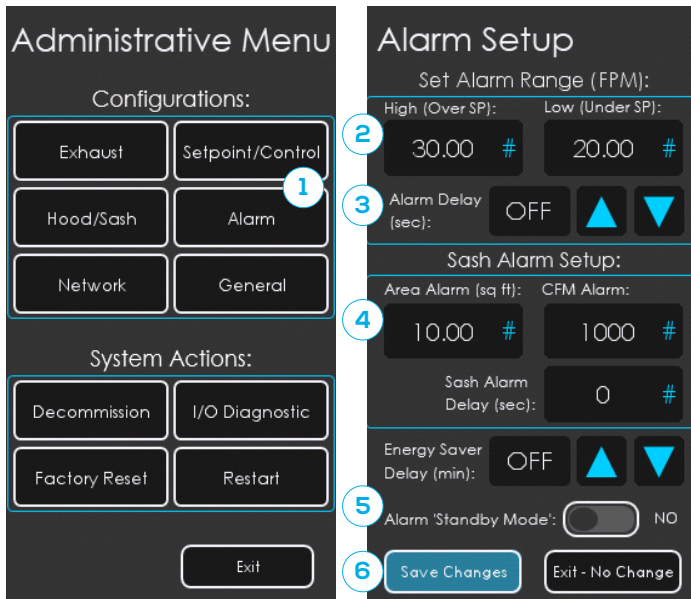 Administrative Menu
Configurations:
Exhaust
Setpoint/Control
1
Hood/Sash
Alarm
Network
General
System Actions:
Decommission
I/O Diagnostic
Factory Reset
Restart
Exit
Alarm Setup
Set Alarm Range (FPM):
High (Over SP):
Low (Under SP):
2
30.00 #
20.00 #
3
Alarm Delay
(sec):
OFF
Sash Alarm Setup:
Area Alarm (sq ft):
CFM Alarm:
4
10.00 #
1000 #
Sash Alarm
Delay (sec):
0 #
Energy Saver
Delay (min):
OFF
5
Alarm 'Standby Mode':
NO
6
Save Changes
Exit - No Change